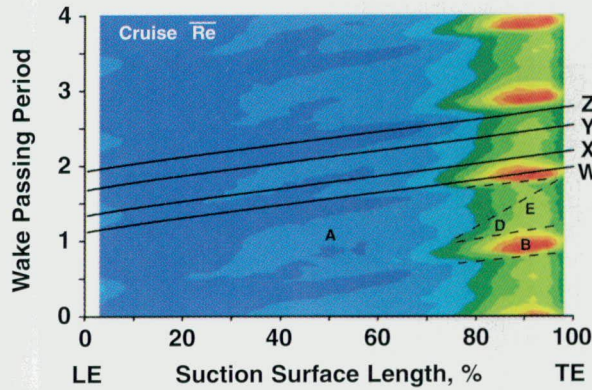 4
Cruise Re
Z
3
Y
X
2
W
E
A
D
1
B
0
0
20
40
60
80
100
LE
Suction Surface Length, %
TE
Wake Passing Period